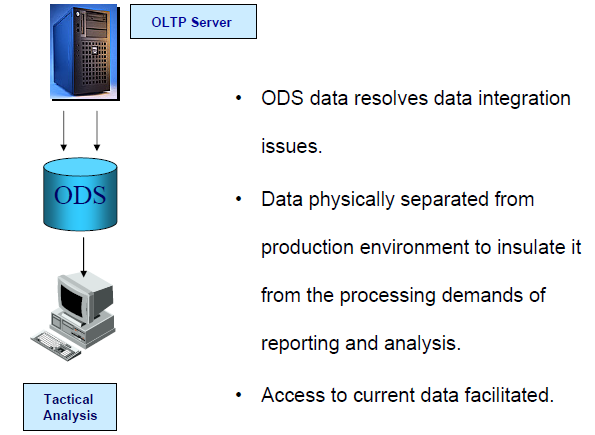 OLTP Server
ODS
Tactical
Analysis
• ODS data resolves data integration
issues.
• Data physically separated from
production environment to insulate it
from the processing demands of
reporting and analysis.
• Access to current data facilitated.